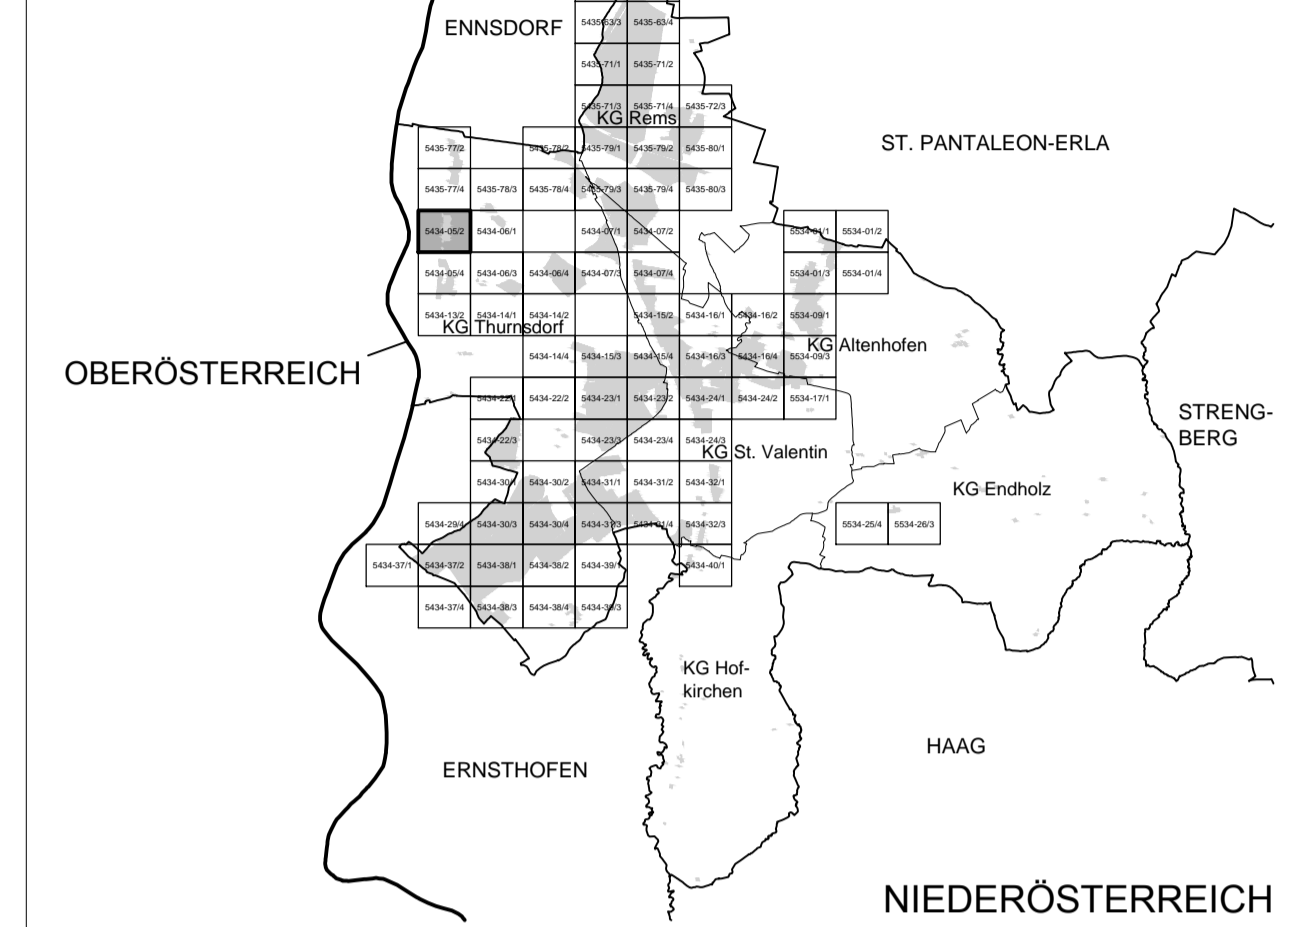 ENNSDORF
5435-63/3 5435-63/4
5435-71/1 5435-71/2
5435-71/3 5435-71/4 5435-72/3
KG Rems
ST. PANTALEON-ERLA
5435-77/2 5435-78/2 5435-79/1 5435-79/2 5435-80/1
5435-77/4 5435-78/3 5435-78/4 5435-79/3 5435-79/4 5435-80/3
5434-05/2 5434-06/1 5434-07/1 5434-07/2 5534-01/1 5534-01/2
5434-05/4 5434-06/3 5434-06/4 5434-07/3 5434-07/4 5534-01/3 5534-01/4
5434-13/2 5434-14/1 5434-14/2 5434-15/2 5434-16/1 5434-16/2 5534-09/1
KG Thurnsdorf
KG Altenhofen
5434-14/4 5434-15/3 5434-15/4 5434-16/3 5434-16/4 5534-09/3
OBERÖSTERREICH
5434-22/1 5434-22/2 5434-23/1 5434-23/2 5434-24/1 5434-24/2 5534-17/1
STRENG-
BERG
5434-22/3 5434-23/3 5434-23/4 5434-24/3
KG St. Valentin
5434-30/1 5434-30/2 5434-31/1 5434-31/2 5434-32/1
KG Endholz
5434-29/4 5434-30/3 5434-30/4 5434-31/3 5434-31/4 5434-32/3 5534-25/4 5534-26/3
5434-37/1 5434-37/2 5434-38/1 5434-38/2 5434-39/1 5434-40/1
5434-37/4 5434-38/3 5434-38/4 5434-39/3
KG Hof-
kirchen
HAAG
ERNSTHOFEN
NIEDERÖSTERREICH